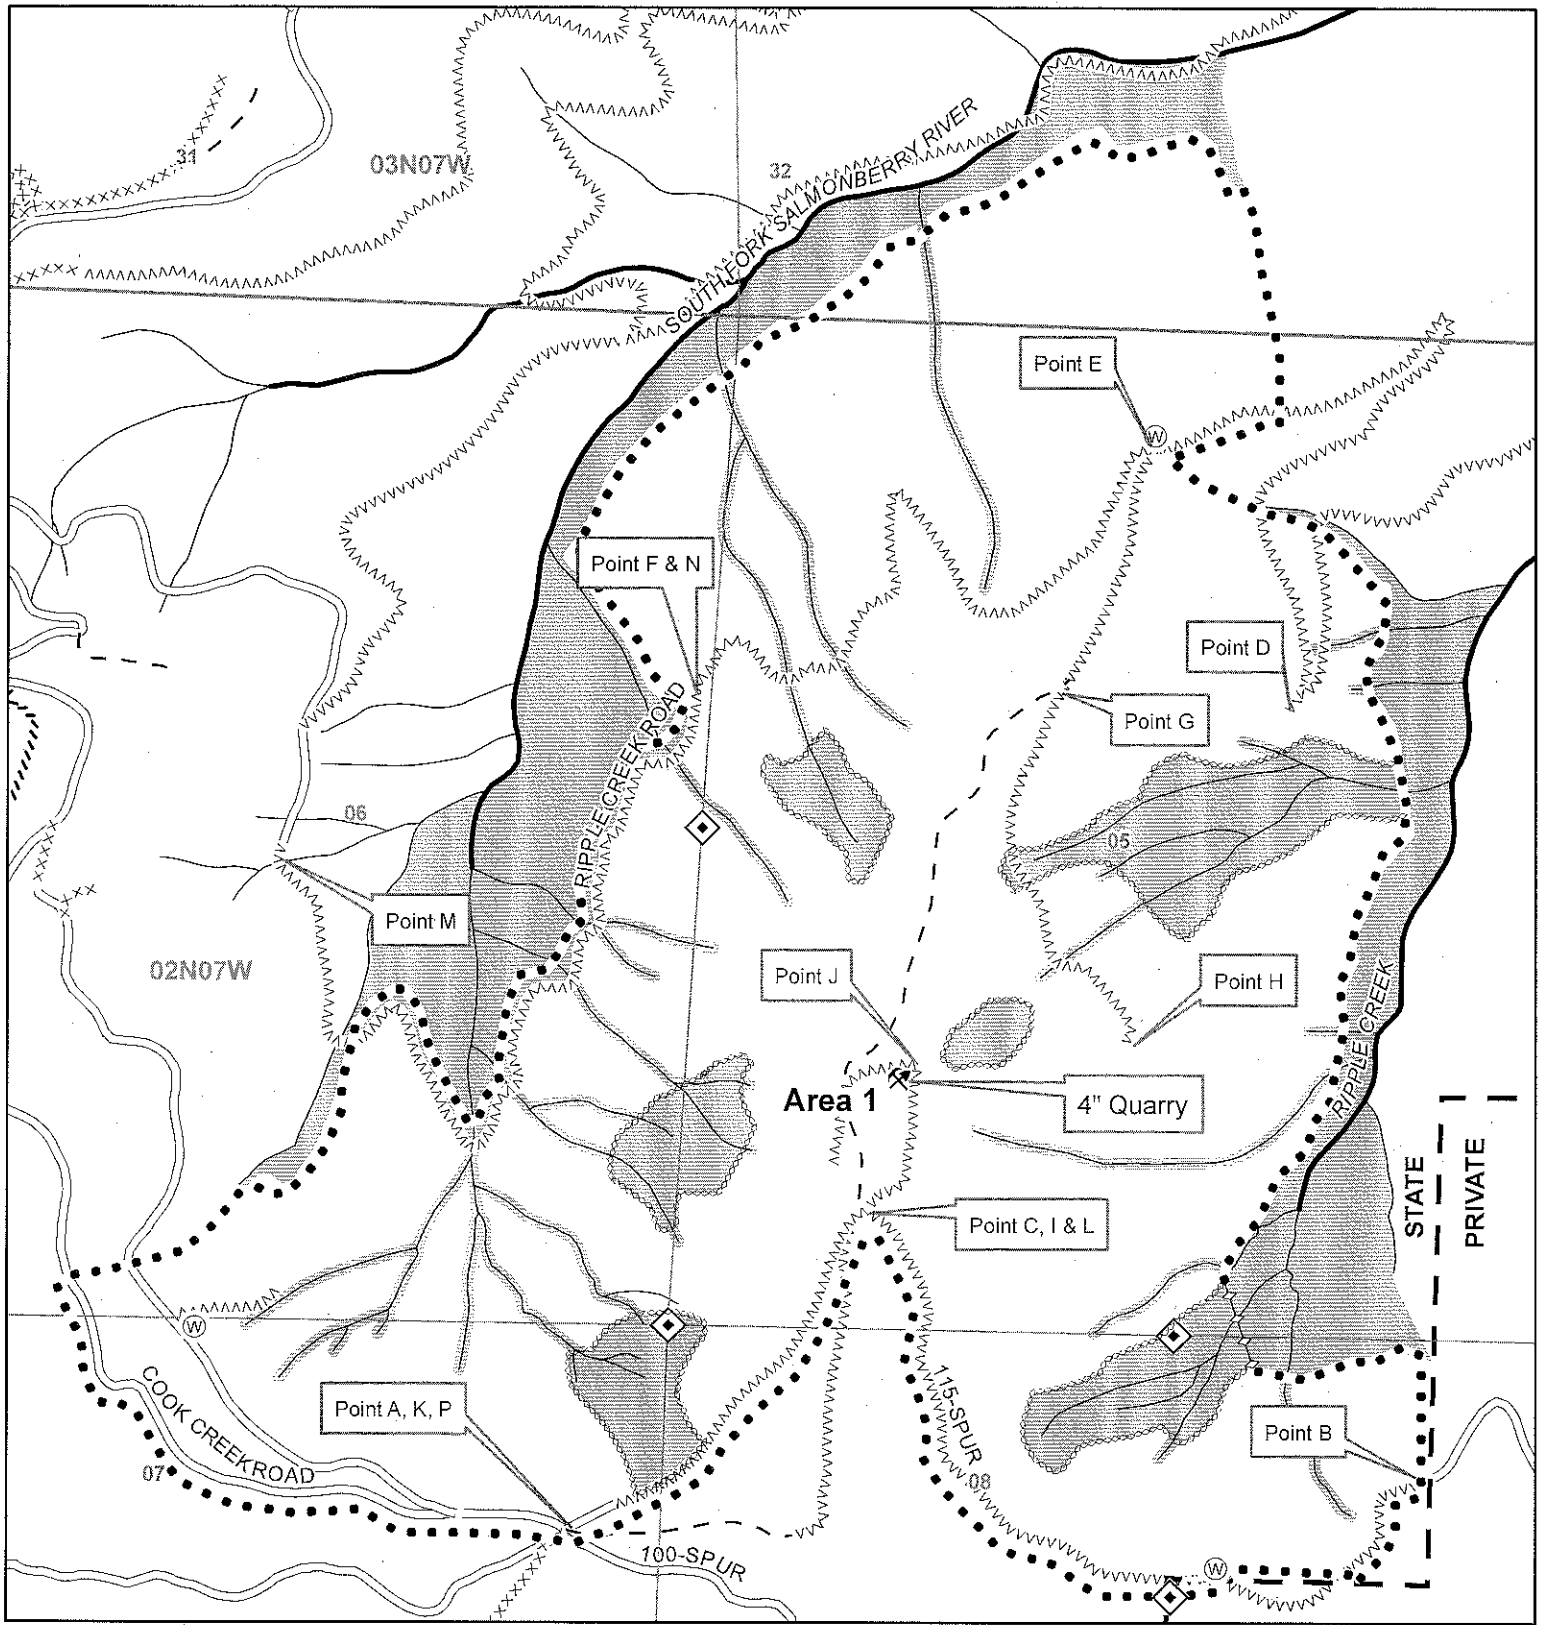 31
03N07W
32
SOUTH FORK SALMONBERRY RIVER
Point E
Point F & N
Point D
RIPPLE CREEK ROAD
Point G
06
05
Point M
02N07W
Point J
Point H
RIPPLE CREEK
Area 1
4" Quarry
STATE
PRIVATE
Point C, I & L
W
W
115-SPUR
Point A, K, P
COOK CREEK ROAD
Point B
07
08
100-SPUR
W